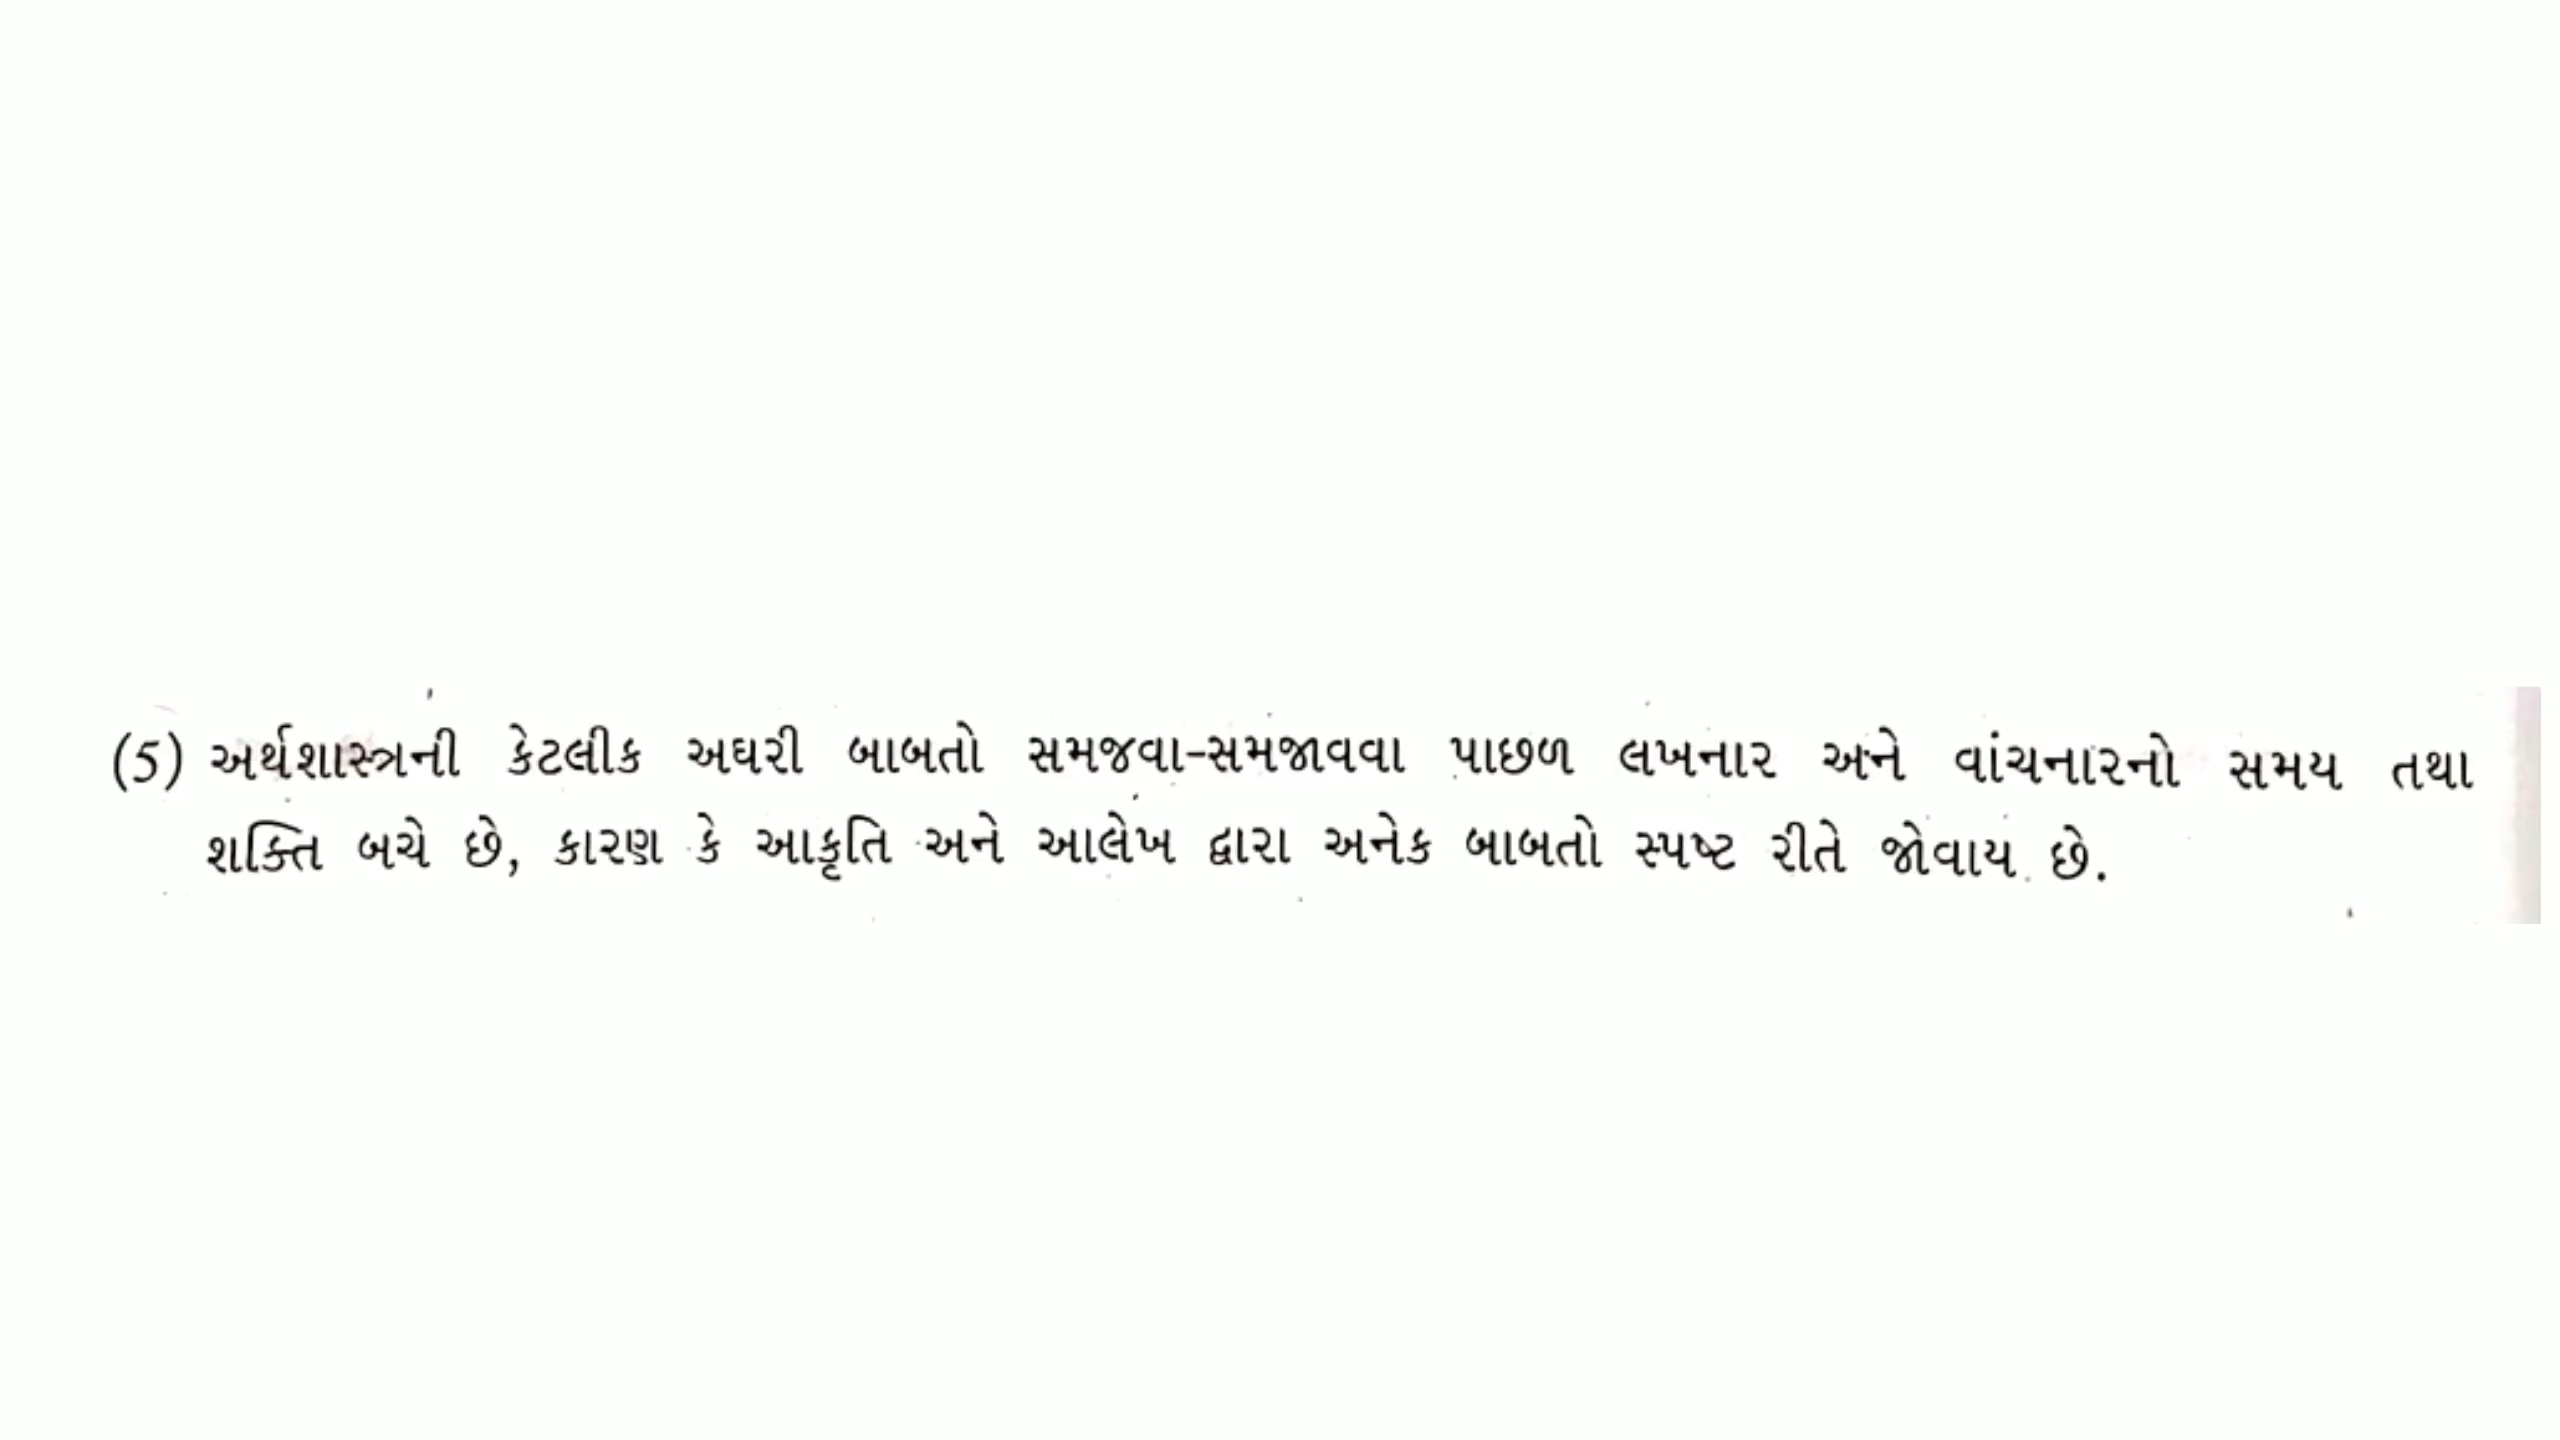 (5) અર્થશાસ્ત્રની કેટલીક અઘરી બાબતો સમજવા-સમજાવવા પાછળ લખનાર અને વાંચનારનો સમય તથા
શક્તિ બચે છે, કારણ કે આકૃતિ અને આલેખ દ્વારા અનેક બાબતો સ્પષ્ટ રીતે જોવાય છે.